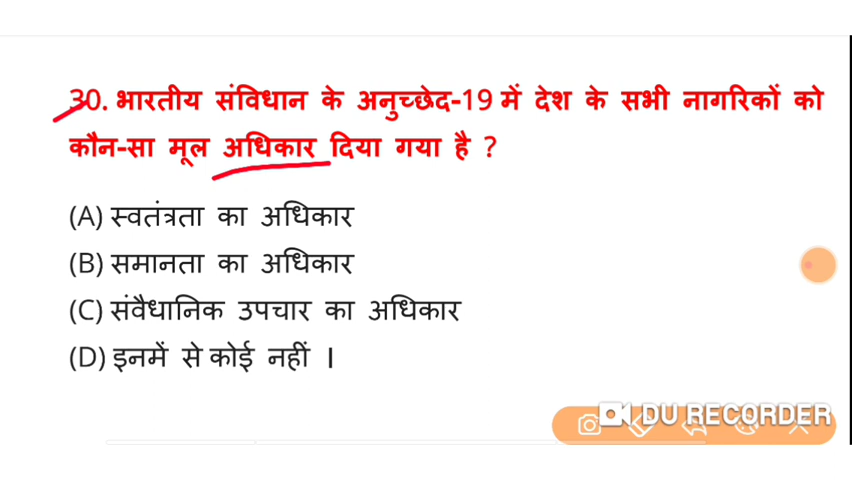 30. भारतीय संविधान के अनुच्छेद-19 में देश के सभी नागरिकों को
कौन-सा मूल अधिकार दिया गया है ?
(A) स्वतंत्रता का अधिकार
(B) समानता का अधिकार
(C) संवैधानिक उपचार का अधिकार
(D) इनमें से कोई नहीं ।
DU RECORDER